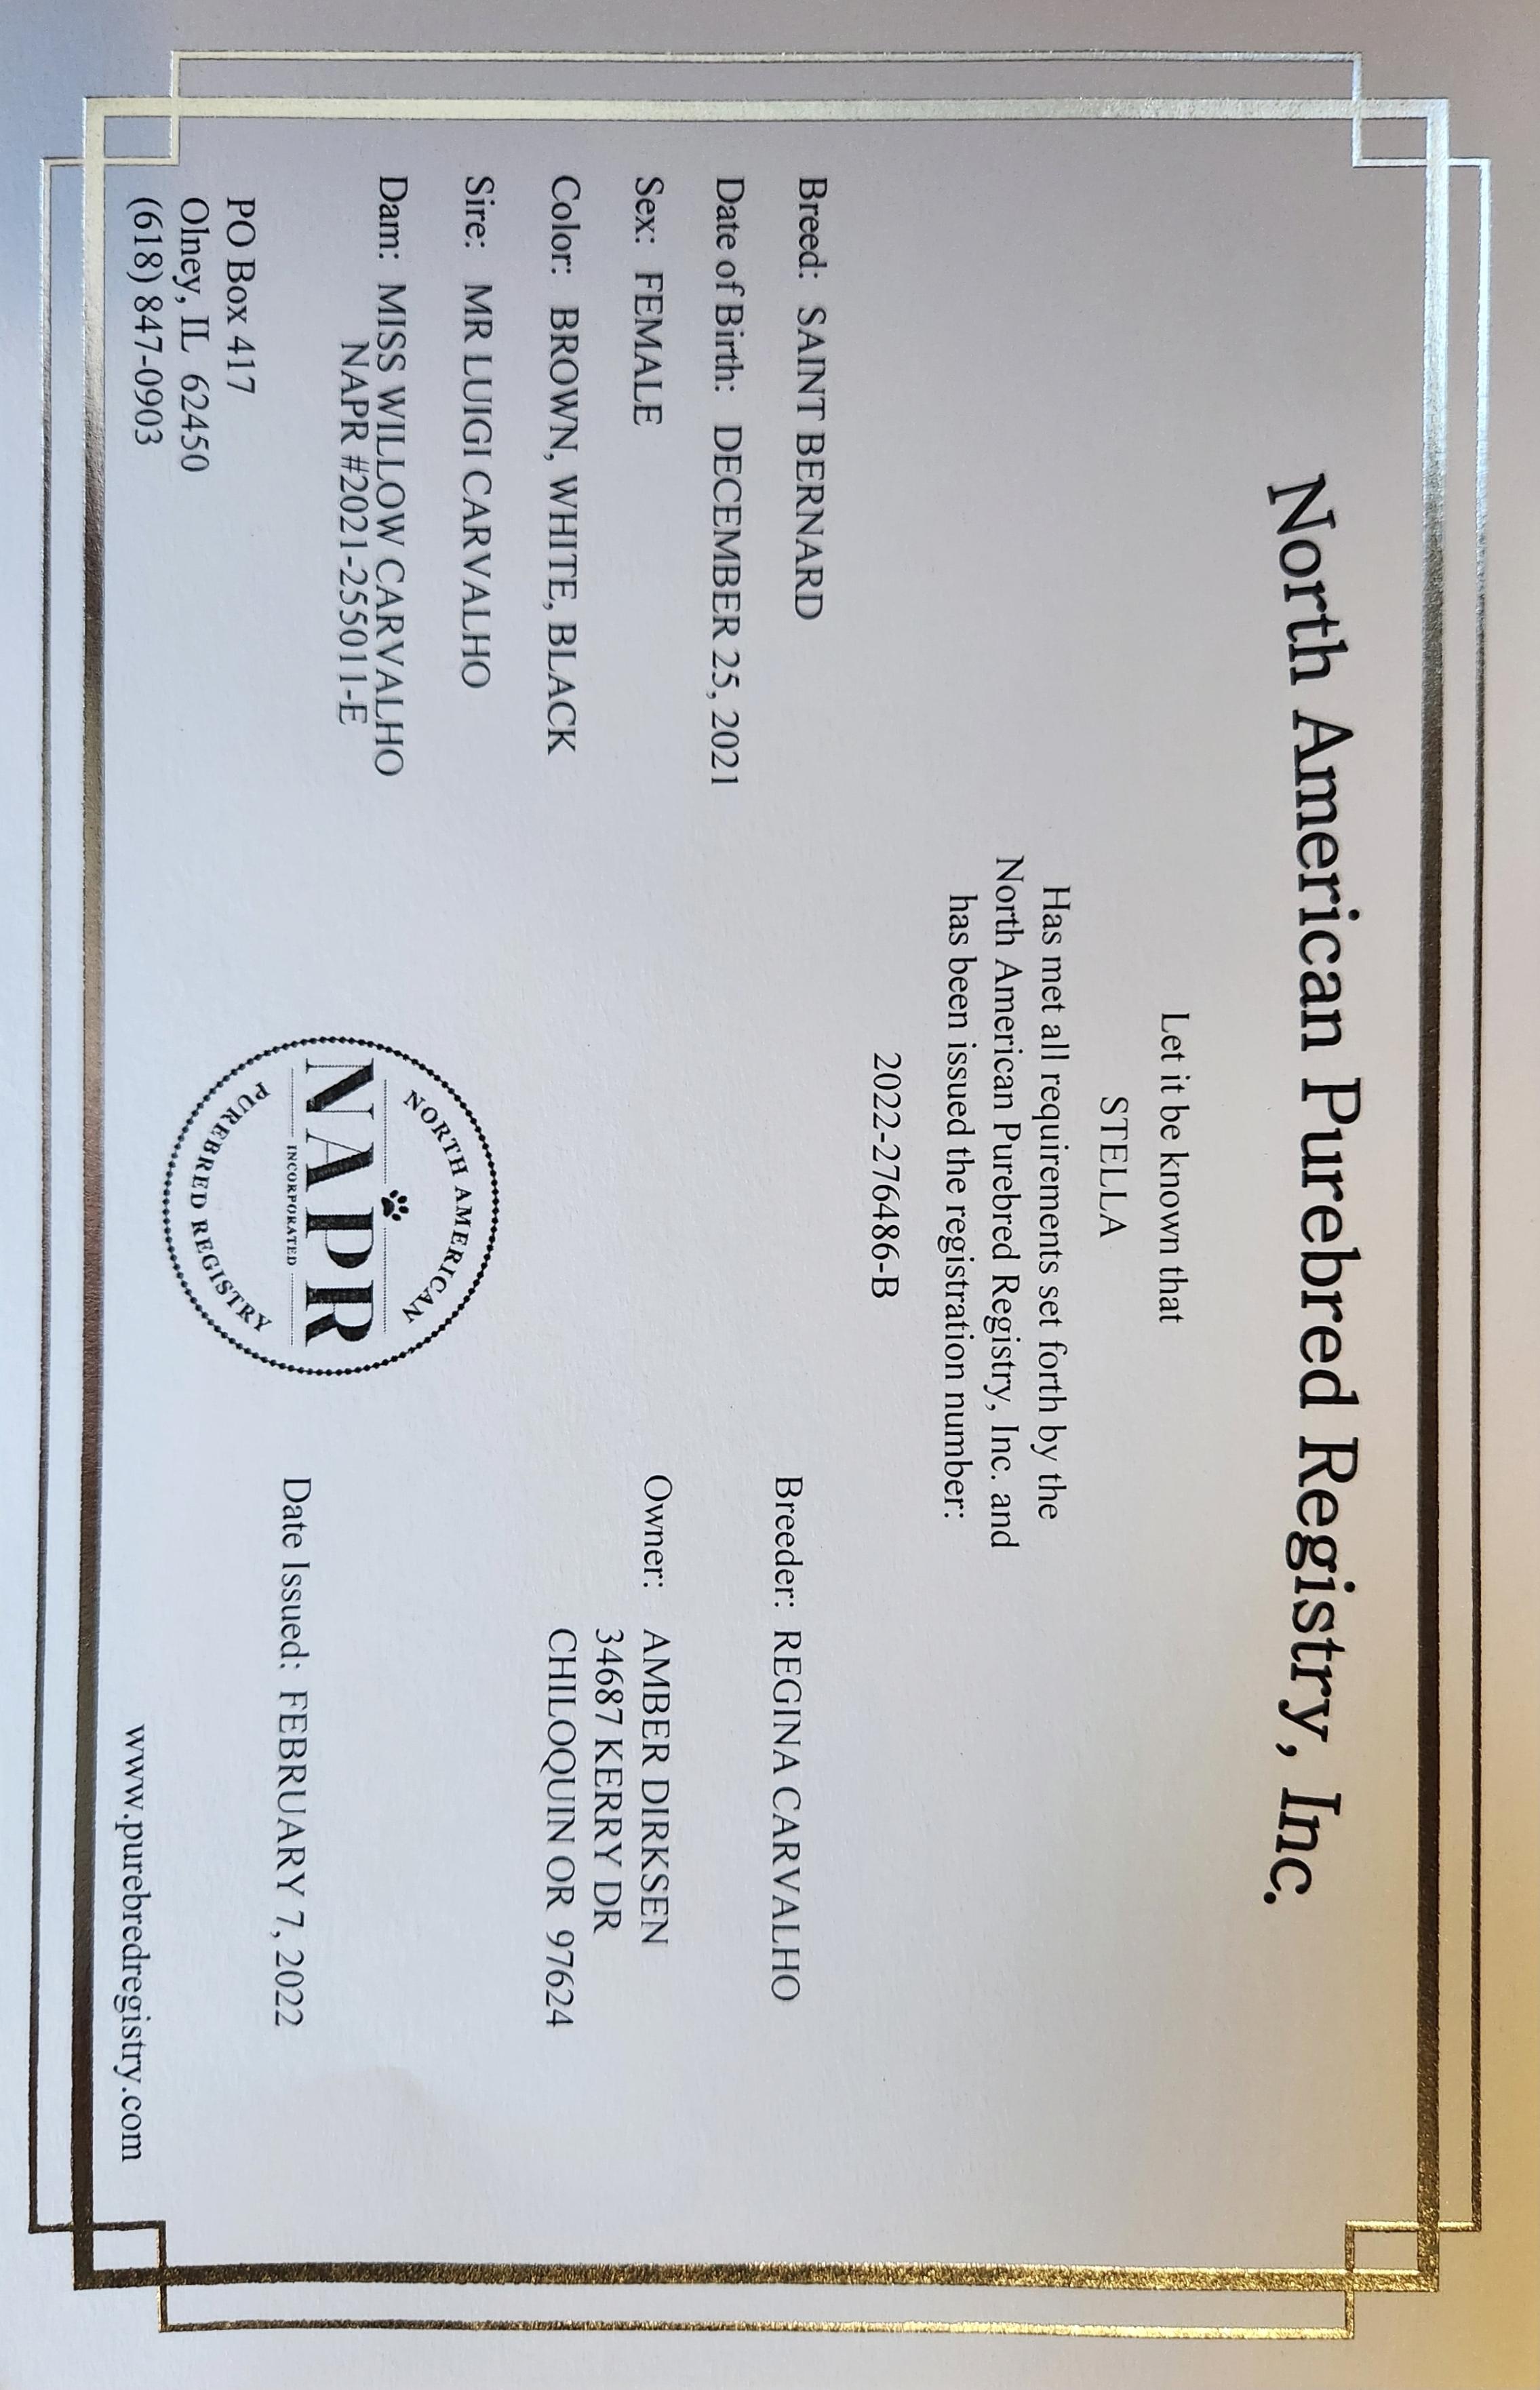 North American Purebred Registry, Inc.
Let it be known that
STELLA
Has met all requirements set forth by the
North American Purebred Registry, Inc. and
has been issued the registration number:
2022-276486-B
Breed: SAINT BERNARD
Date of Birth: DECEMBER 25, 2021
Sex: FEMALE
Color: BROWN, WHITE, BLACK
Sire: MR LUIGI CARVALHO
Dam: MISS WILLOW CARVALHO
NAPR #2021-255011-E
Breeder: REGINA CARVALHO
Owner: AMBER DIRKSEN
34687 KERRY DR
CHILOQUIN OR 97624
Date Issued: FEBRUARY 7, 2022
NORTH AMERICAN
NAPR
INCORPORATED
PUREBRED REGISTRY
PO Box 417
Olney, IL 62450
(618) 847-0903
www.purebredregistry.com